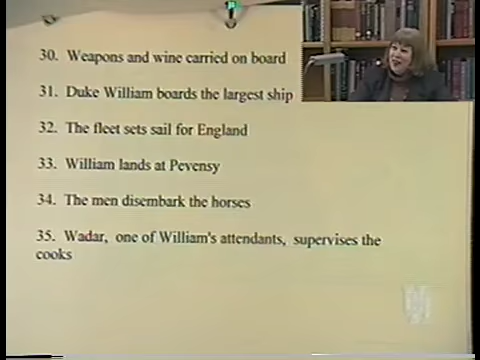 30. Weapons and wine carried on board
31. Duke William boards the largest ship
32. The fleet sets sail for England
33. William lands at Pevensy
34. The men disembark the horses
35. Wadar, one of William's attendants, supervises the
cooks